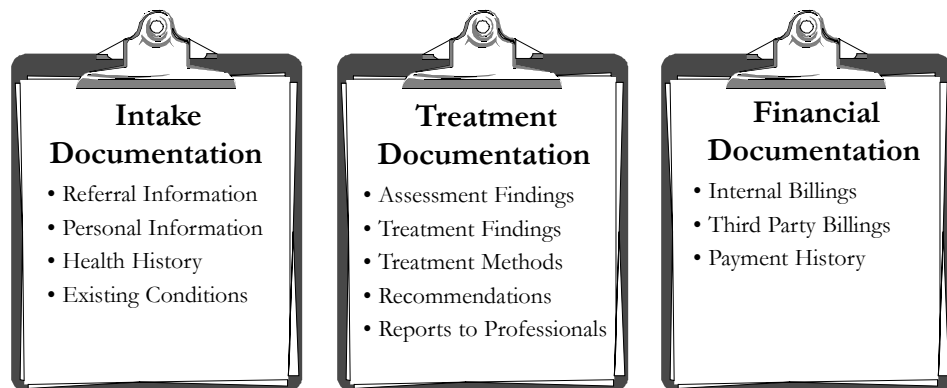 Intake
Documentation
• Referral Information
• Personal Information
• Health History
• Existing Conditions
Treatment
Documentation
• Assessment Findings
• Treatment Findings
• Treatment Methods
• Recommendations
• Reports to Professionals
Financial
Documentation
• Internal Billings
• Third Party Billings
• Payment History